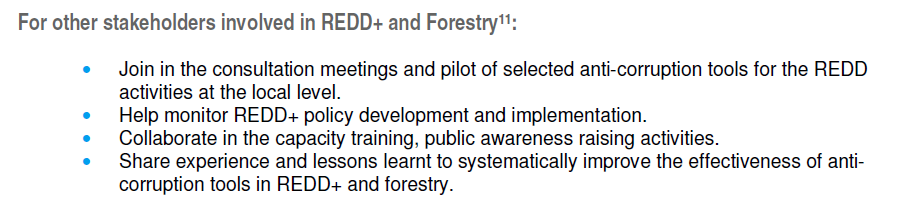 For other stakeholders involved in REDD+ and Forestry¹¹:
• Join in the consultation meetings and pilot of selected anti-corruption tools for the REDD
activities at the local level.
• Help monitor REDD+ policy development and implementation.
• Collaborate in the capacity training, public awareness raising activities.
• Share experience and lessons learnt to systematically improve the effectiveness of anti-
corruption tools in REDD+ and forestry.